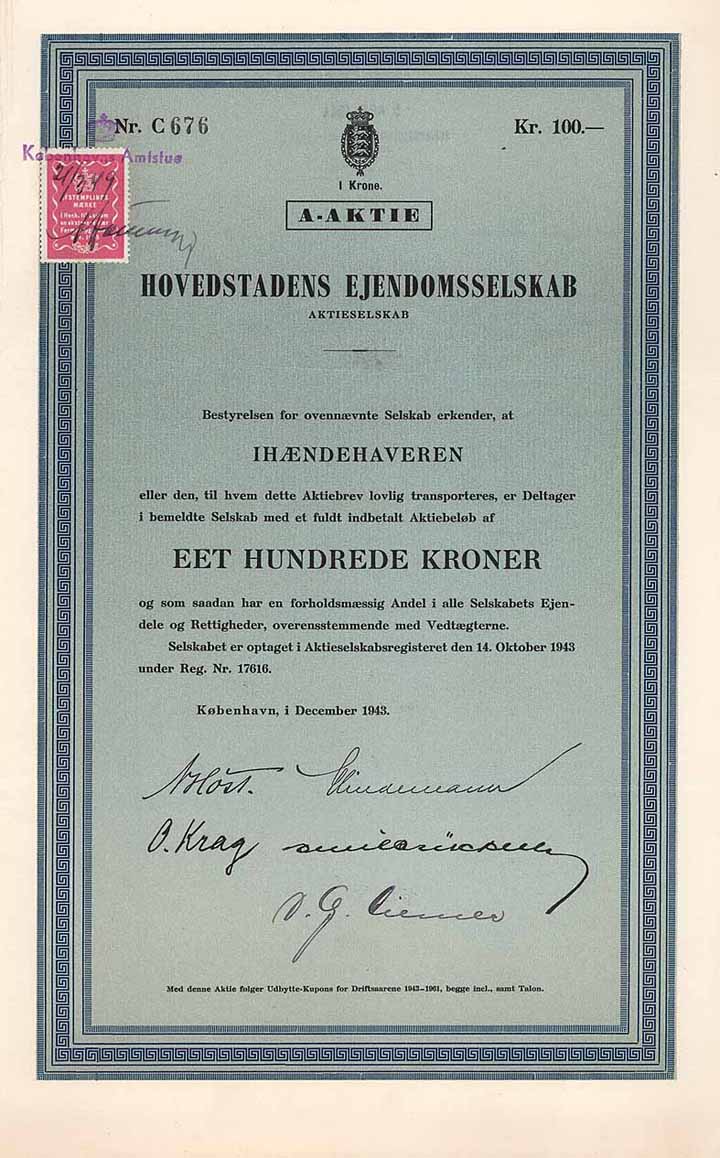 Nr. C 676
Kr. 100.—
Københavns Amtstue
1 Krone.
A-AKTIE
MÆRKE
HOVEDSTADENS EJENDOMSSELSKAB
AKTIESELSKAB
Bestyrelsen for ovennævnte Selskab erkender, at
IHÆNDEHAVEREN
eller den, til hvem dette Aktiebrev lovlig transporteres, er Deltager
i bemeldte Selskab med et fuldt indbetalt Aktiebeløb af
EET HUNDREDE KRONER
og som saadan har en forholdsmæssig Andel i alle Selskabets Ejen-
dele og Rettigheder, overensstemmende med Vedtægterne.
Selskabet er optaget i Aktieselskabsregisteret den 14. Oktober 1943
under Reg. Nr. 17616.
København, i December 1943.
O. Krag
Med denne Aktie følger Udbytte-Kupons for Driftsaarene 1943–1961, begge incl., samt Talon.